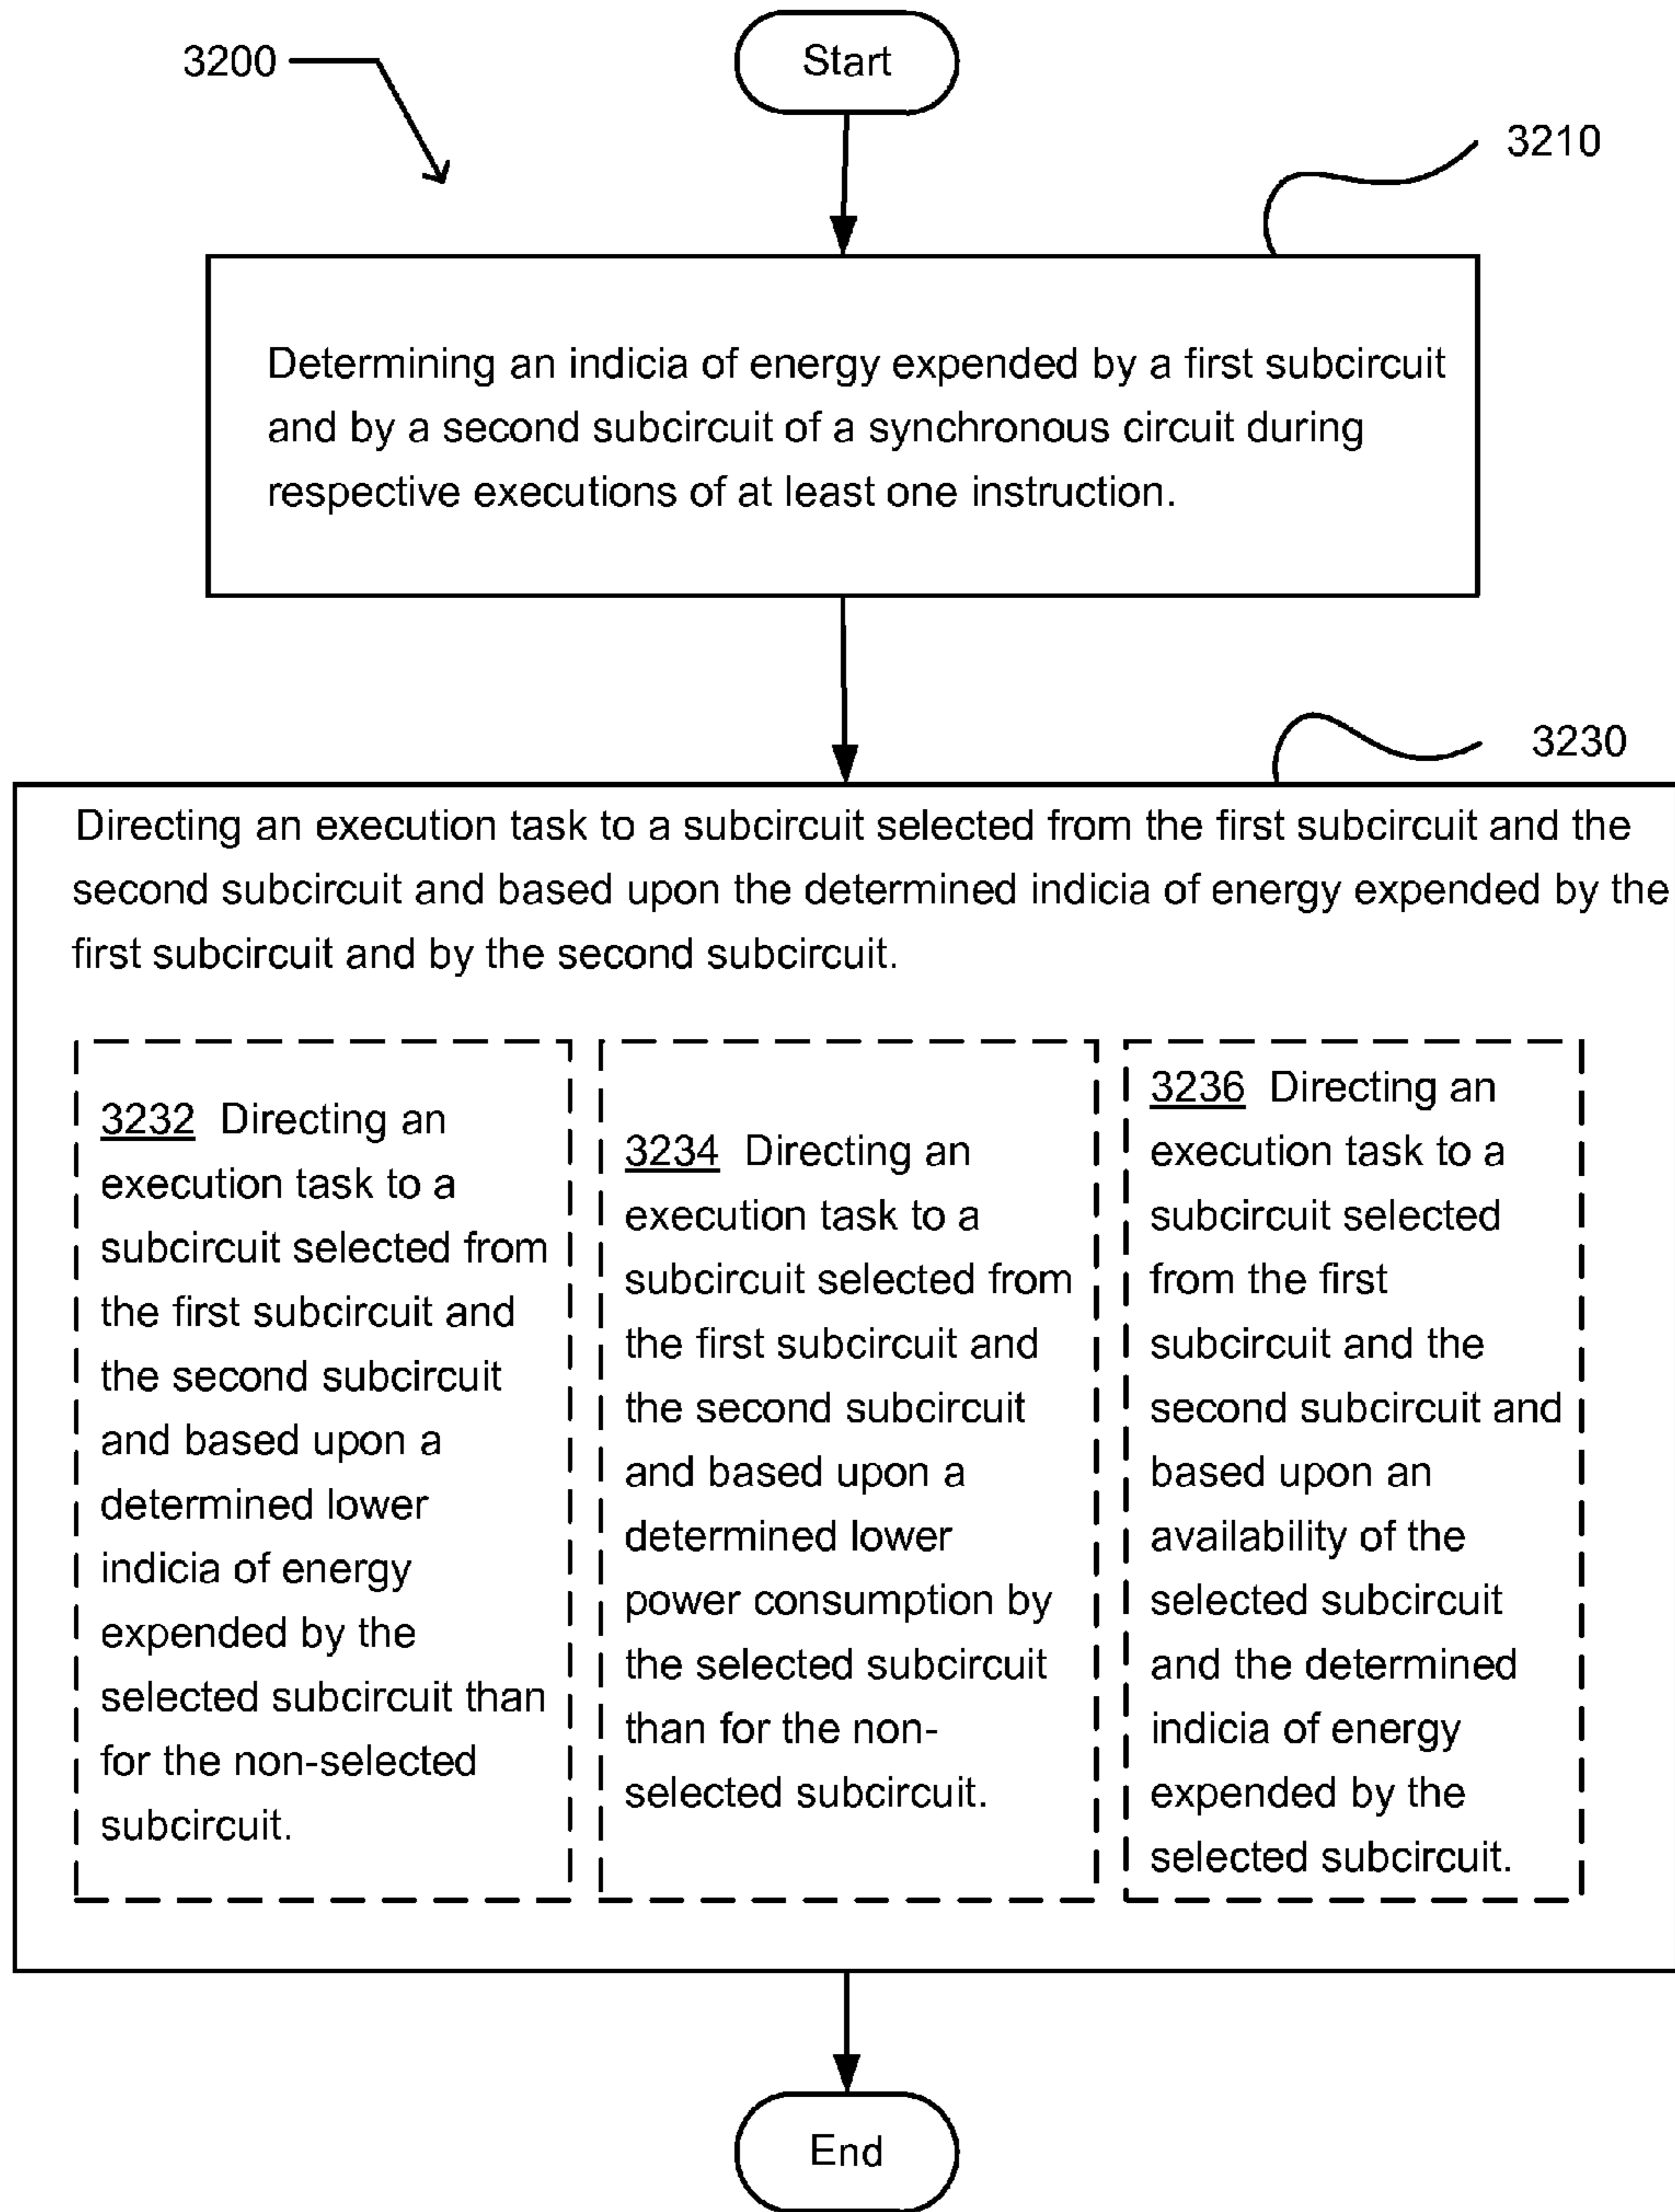 3200
Start
3210
Determining an indicia of energy expended by a first subcircuit
and by a second subcircuit of a synchronous circuit during
respective executions of at least one instruction.
3230
Directing an execution task to a subcircuit selected from the first subcircuit and the
second subcircuit and based upon the determined indicia of energy expended by the
first subcircuit and by the second subcircuit.
3232 Directing an
execution task to a
subcircuit selected from
the first subcircuit and
the second subcircuit
and based upon a
determined lower
indicia of energy
expended by the
selected subcircuit than
for the non-selected
subcircuit.
3234 Directing an
execution task to a
subcircuit selected from
the first subcircuit and
the second subcircuit
and based upon a
determined lower
power consumption by
the selected subcircuit
than for the non-
selected subcircuit.
3236 Directing an
execution task to a
subcircuit selected
from the first
subcircuit and the
second subcircuit and
based upon an
availability of the
selected subcircuit
and the determined
indicia of energy
expended by the
selected subcircuit.
End